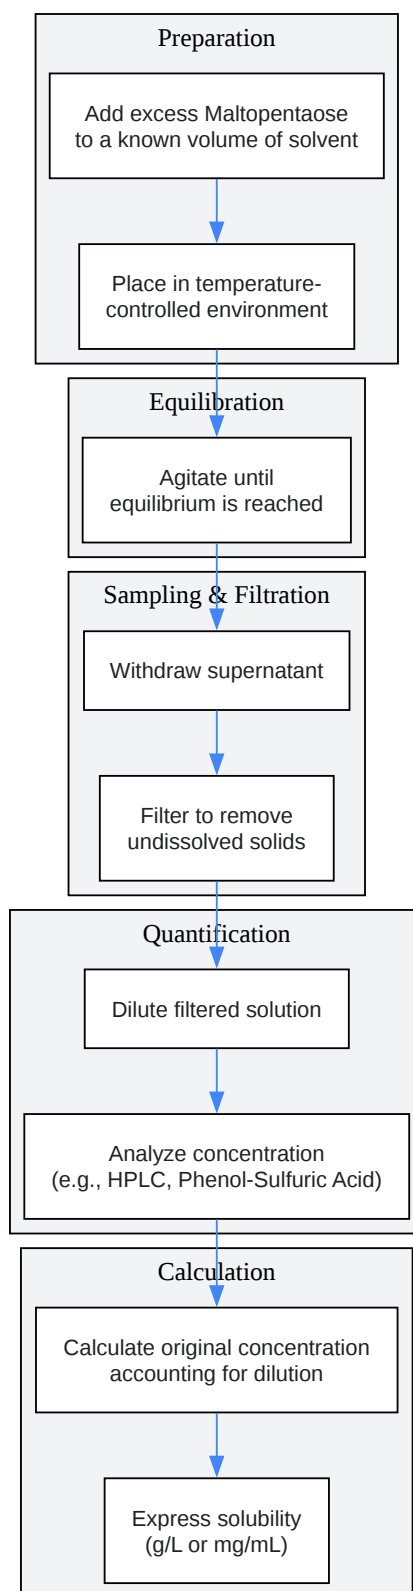 Preparation
Add excess Maltopentaose
to a known volume of solvent
Place in temperature-
controlled environment
Equilibration
Agitate until
equilibrium is reached
Sampling & Filtration
Withdraw supernatant
Filter to remove
undissolved solids
Quantification
Dilute filtered solution
Analyze concentration
(e.g., HPLC, Phenol-Sulfuric Acid)
Calculation
Calculate original concentration
accounting for dilution
Express solubility
(g/L or mg/mL)